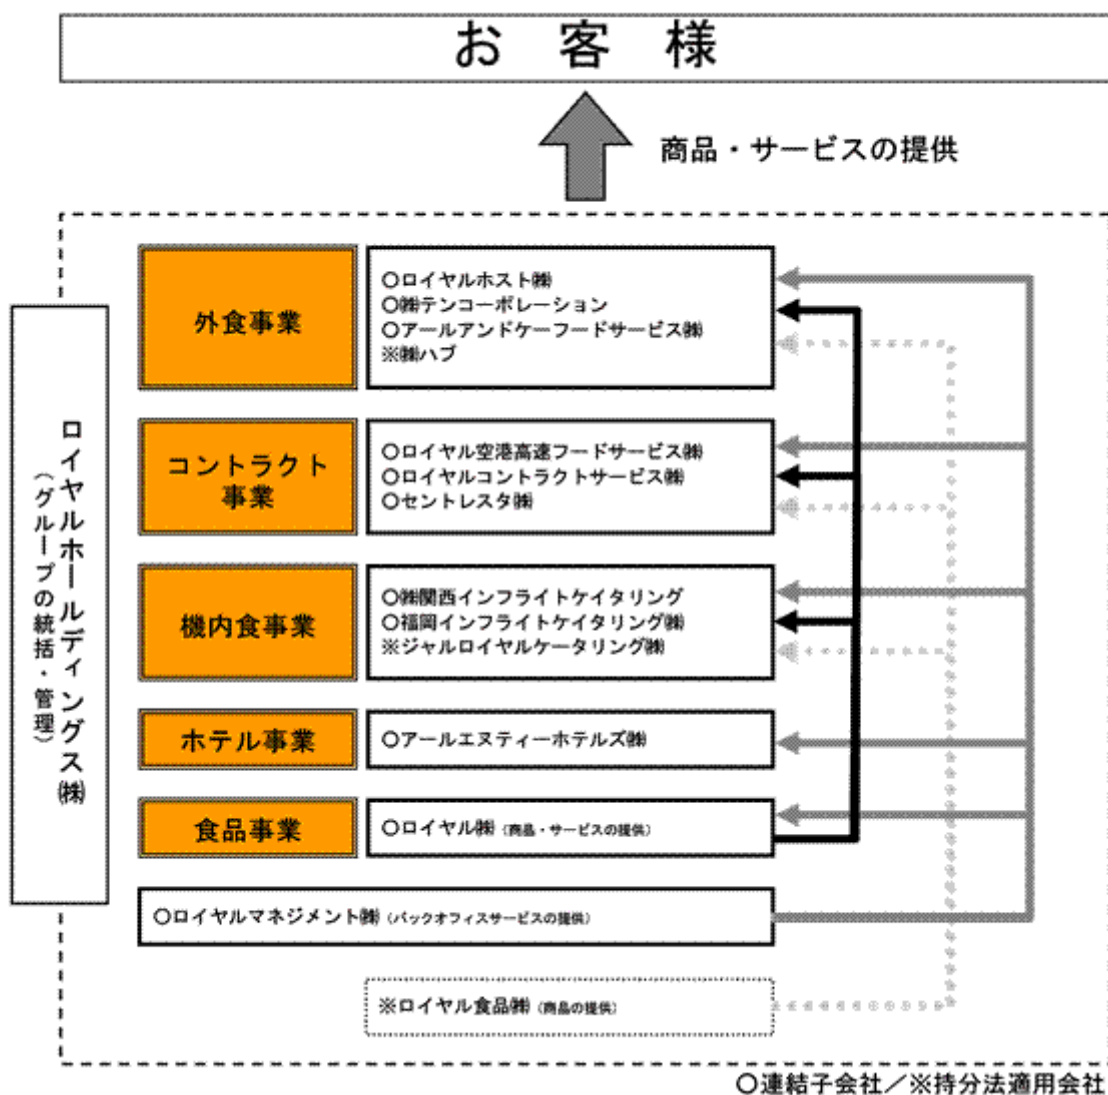 お 客 様
商品・サービスの提供
ロイヤルホールディングス㈱
（グループの統括・管理）
外食事業
○ロイヤルホスト㈱
○㈱テンコーポレーション
○アールアンドケーフードサービス㈱
※㈱ハブ
コントラクト
事業
○ロイヤル空港高速フードサービス㈱
○ロイヤルコントラクトサービス㈱
○セントレスタ㈱
機内食事業
○㈱関西インフライトケイタリング
○福岡インフライトケイタリング㈱
※ジャルロイヤルケータリング㈱
ホテル事業
○アールエヌティーホテルズ㈱
食品事業
○ロイヤル㈱（商品・サービスの提供）
○ロイヤルマネジメント㈱（バックオフィスサービスの提供）
※ロイヤル食品㈱（商品の提供）
○連結子会社／※持分法適用会社